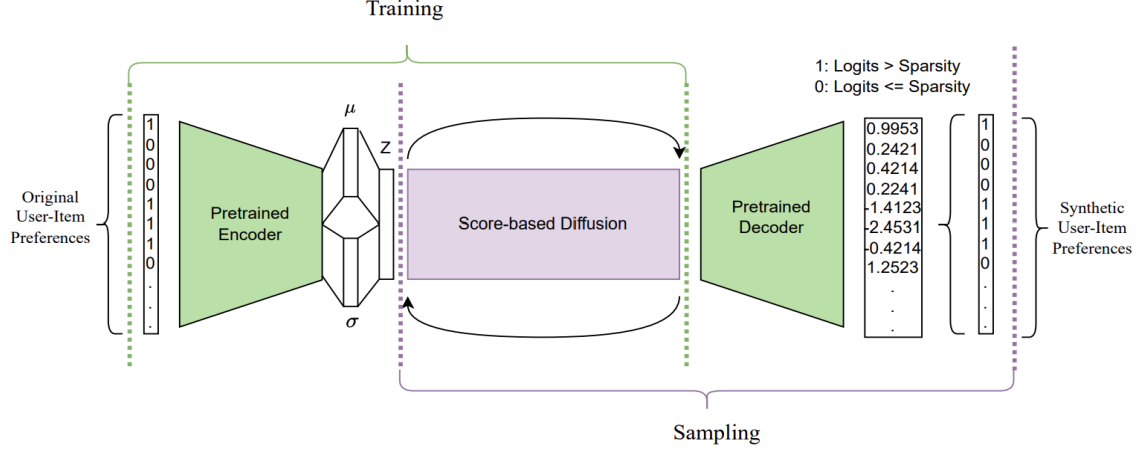 Training
1: Logits > Sparsity
0: Logits <= Sparsity
μ
Z
Original
User-Item
Preferences
1
0
0
0
1
1
1
0
.
.
.
Pretrained
Encoder
σ
Score-based Diffusion
Pretrained
Decoder
0.9953
0.2421
0.4214
0.2241
-1.4123
-2.4531
-0.4214
1.2523
.
.
.
1
0
0
0
1
1
1
0
.
.
.
Synthetic
User-Item
Preferences
Sampling